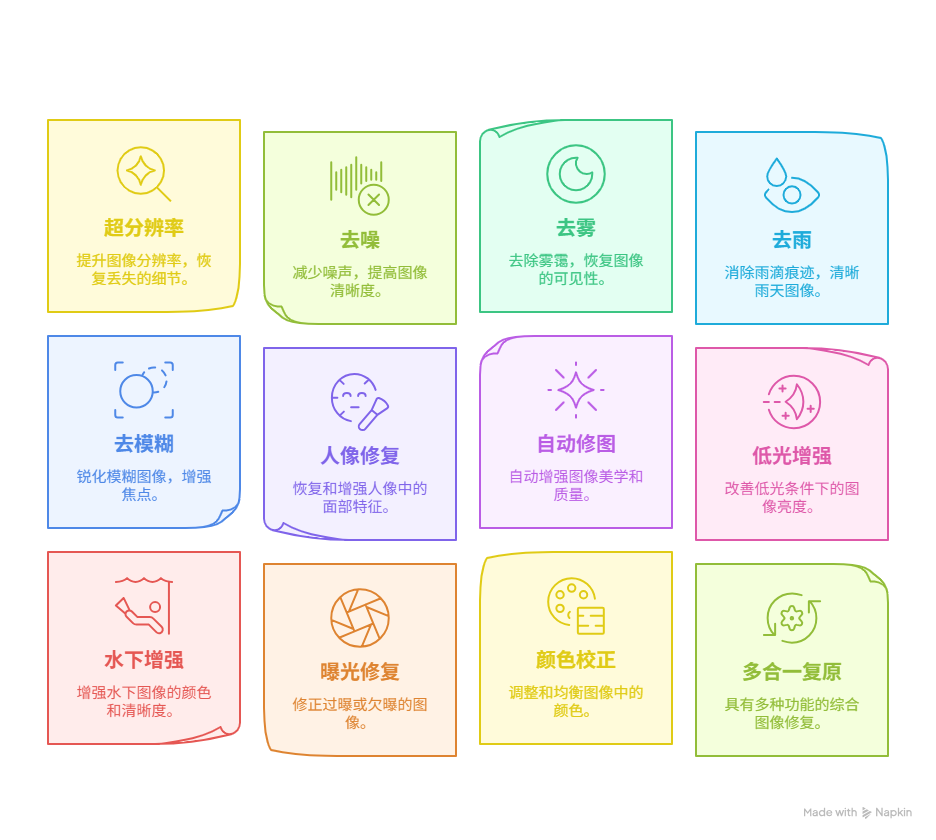 超分辨率
提升图像分辨率，恢
复丢失的细节。
去噪
减少噪声，提高图像
清晰度。
去雾
去除雾霭，恢复图像
的可见性。
去雨
消除雨滴痕迹，清晰
雨天图像。
去模糊
锐化模糊图像，增强
焦点。
人像修复
恢复和增强人像中的
面部特征。
自动修图
自动增强图像美学和
质量。
低光增强
改善低光条件下的图
像亮度。
水下增强
增强水下图像的颜色
和清晰度。
曝光修复
修正过曝或欠曝的图
像。
颜色校正
调整和均衡图像中的
颜色。
多合一复原
具有多种功能的综合
图像修复。
Made with Napkin